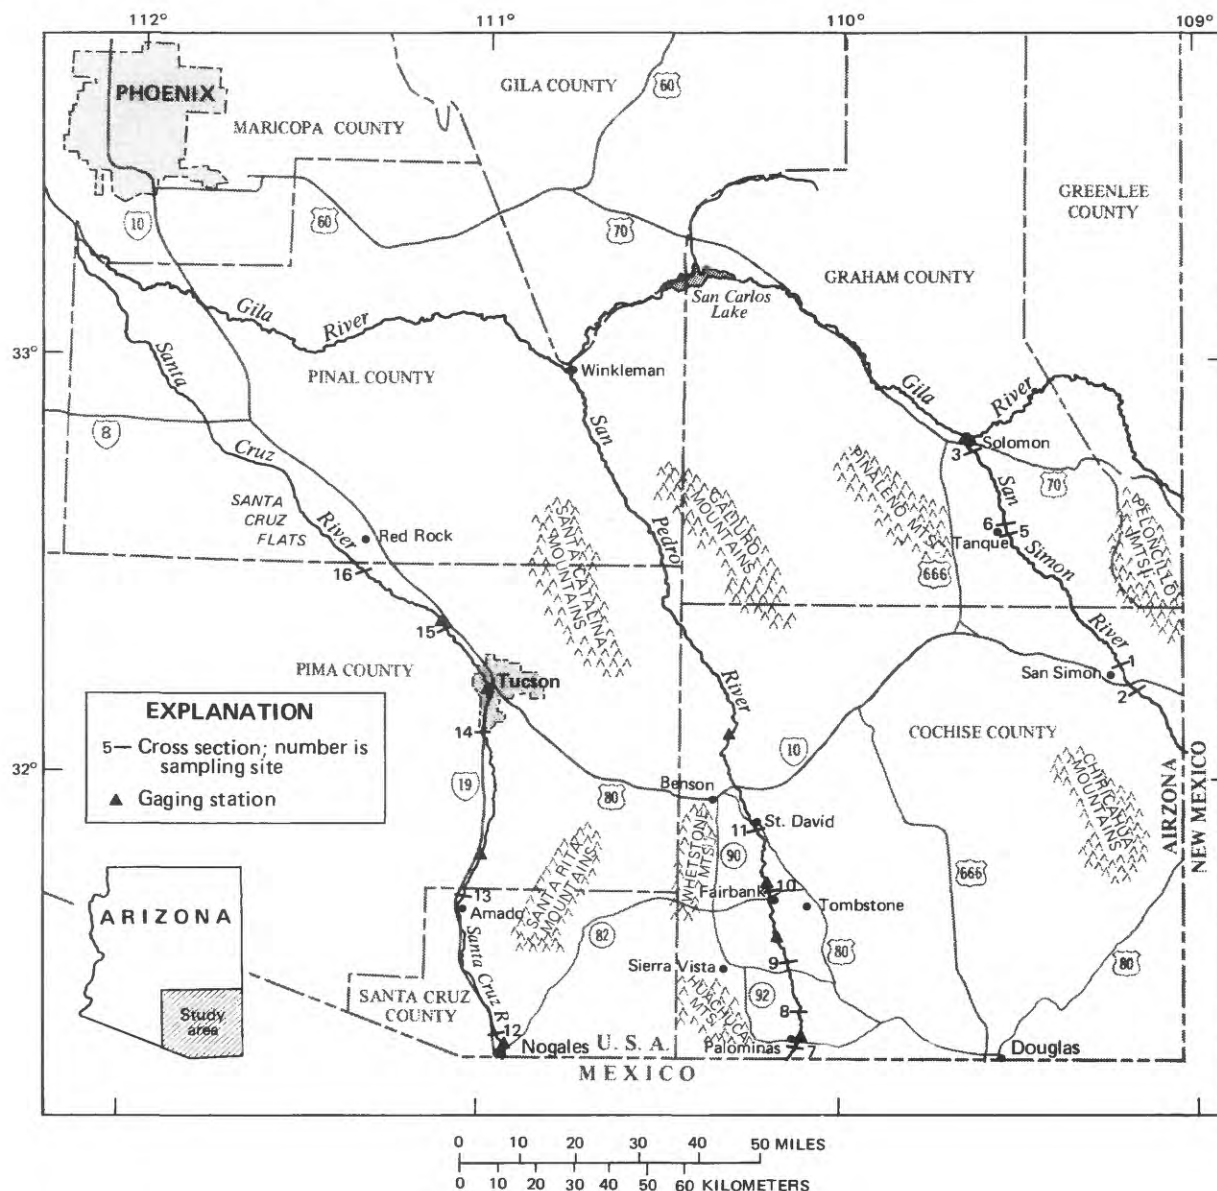 112°
111°
110°
109°
PHOENIX
MARICOPA COUNTY
GILA COUNTY
60
GREENLEE
COUNTY
10
60
70
GRAHAM COUNTY
San Carlos
Lake
33°
Gila
River
Santa
PINAL COUNTY
Winkleman
Gila
River
8
Cruz
San
Solomon
3
70
SANTA
CRUZ
FLATS
River
Red Rock
16
SANTA CATALINA
MOUNTAINS
GALIURO
MOUNTAINS
Pedro
PINALENO MTS
666
San
6
5
Tanque
Simon
PELONCILLO
MTS
15
PIMA COUNTY
Tucson
River
River
1
San Simon
2
EXPLANATION
5— Cross section; number is
sampling site
▲ Gaging station
14
32°
19
80
Benson
10
COCHISE COUNTY
CHIRICAHUA
MOUNTAINS
AIRZONA
NEW MEXICO
11
St. David
90
WHETSTONE
MTS
ARIZONA
Study
area
13
Amado
SANTA RITA
MOUNTAINS
10
Fairbank
Tombstone
666
82
80
80
Santa Cruz R
Sierra Vista
9
SANTA CRUZ
COUNTY
HUACHUCA
MTS
92
8
12
Nogales
U. S. A.
MEXICO
Palominas
7
Douglas
0 10 20 30 40 50 MILES
0 10 20 30 40 50 60 KILOMETERS